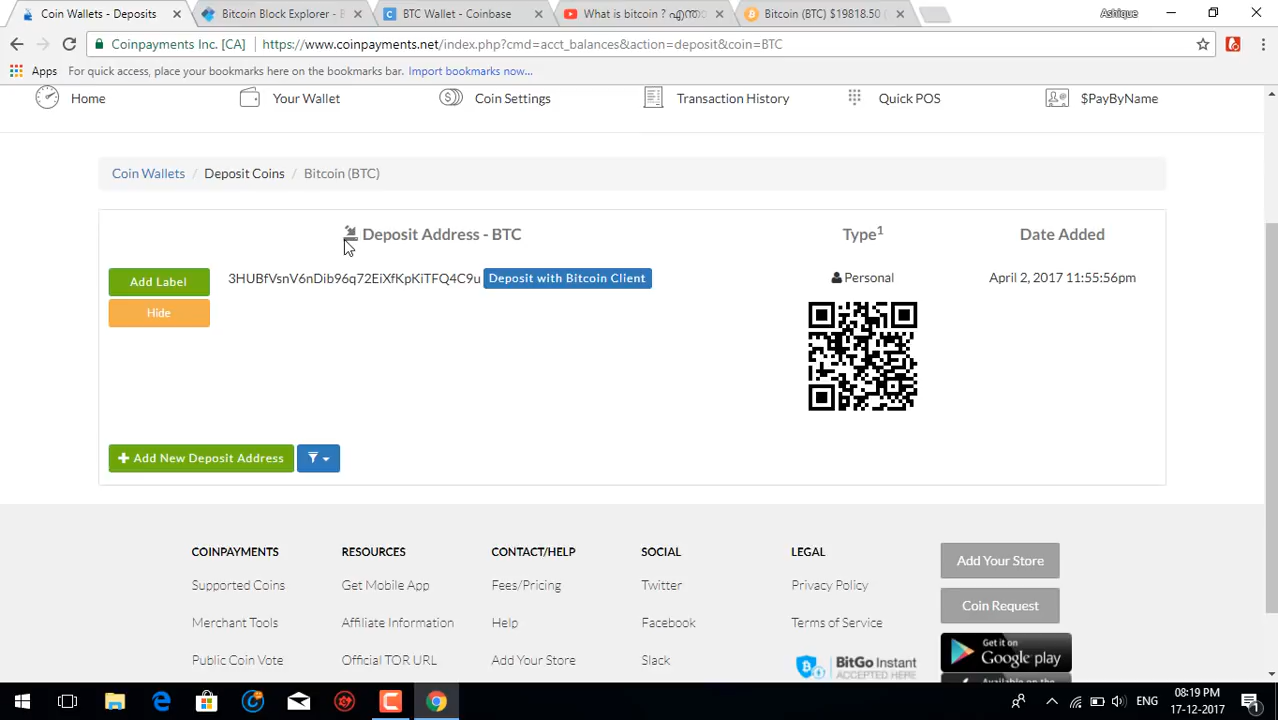 Coin Wallets - Deposits
Bitcoin Block Explorer -
BTC Wallet - Coinbase
What is bitcoin ? എന്താ
Bitcoin (BTC) $19818.50 (
Ashique
Coinpayments Inc. [CA]
https://www.coinpayments.net/index.php?cmd=acct_balances&action=deposit&coin=BTC
Apps
For quick access, place your bookmarks here on the bookmarks bar. Import bookmarks now...
Home
Your Wallet
Coin Settings
Transaction History
Quick POS
$PayByName
Coin Wallets / Deposit Coins / Bitcoin (BTC)
Deposit Address - BTC
Type1
Date Added
Add Label
3HUBfVsnV6nDib96q72EiXfKpKiTFQ4C9u
Deposit with Bitcoin Client
Personal
April 2, 2017 11:55:56pm
Hide
+ Add New Deposit Address
COINPAYMENTS
RESOURCES
CONTACT/HELP
SOCIAL
LEGAL
Add Your Store
Supported Coins
Get Mobile App
Fees/Pricing
Twitter
Privacy Policy
Coin Request
Merchant Tools
Affiliate Information
Help
Facebook
Terms of Service
Get it on
Google play
Public Coin Vote
Official TOR URL
Add Your Store
Slack
BitGo Instant
ACCEPTED HERE
Available on the
ENG
08:19 PM
17-12-2017
1